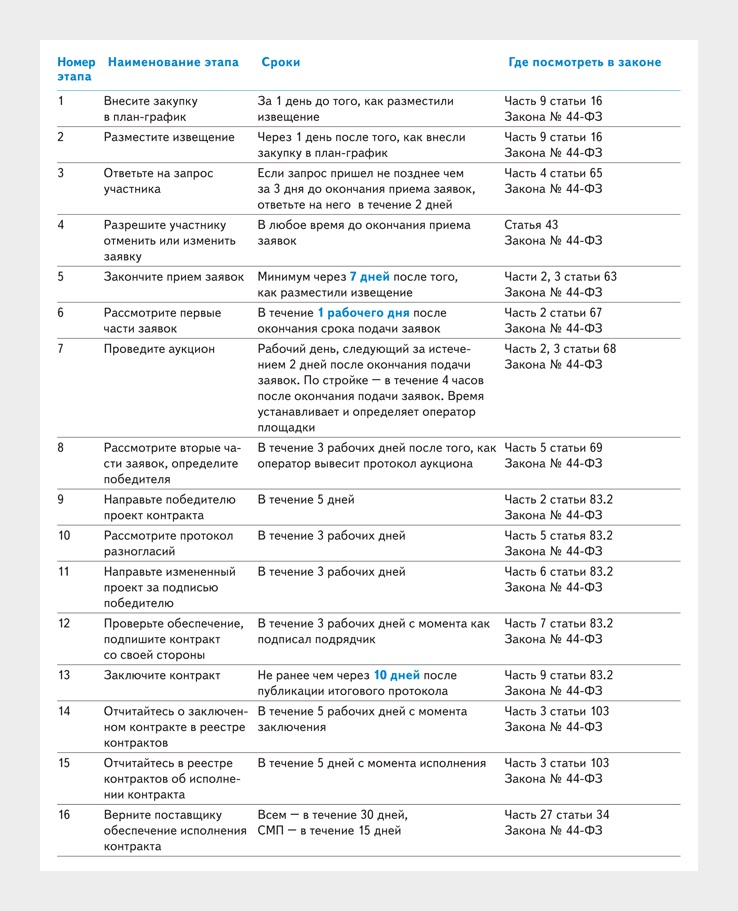 Номер этапа Наименование этапа Сроки Где посмотреть в законе
1 Внесите закупку в план-график За 1 день до того, как разместили извещение Часть 9 статьи 16 Закона № 44-ФЗ
2 Разместите извещение Через 1 день после того, как внесли закупку в план-график Часть 9 статьи 16 Закона № 44-ФЗ
3 Ответьте на запрос участника Если запрос пришел не позднее чем за 3 дня до окончания приема заявок, ответьте на него в течение 2 дней Часть 4 статьи 65 Закона № 44-ФЗ
4 Разрешите участнику отменить или изменить заявку В любое время до окончания приема заявок Статья 43 Закона № 44-ФЗ
5 Закончите прием заявок Минимум через 7 дней после того, как разместили извещение Части 2, 3 статьи 63 Закона № 44-ФЗ
6 Рассмотрите первые части заявок В течение 1 рабочего дня после окончания срока подачи заявок Часть 2 статьи 67 Закона № 44-ФЗ
7 Проведите аукцион Рабочий день, следующий за истече- нием 2 дней после окончания подачи заявок. По стройке — в течение 4 часов после окончания подачи заявок. Время устанавливает и определяет оператор площадки Часть 2, 3 статьи 68 Закона № 44-ФЗ
8 Рассмотрите вторые ча- сти заявок, определите победителя В течение 3 рабочих дней после того, как оператор вывесит протокол аукциона Часть 5 статьи 69 Закона № 44-ФЗ
9 Направьте победителю проект контракта В течение 5 дней Часть 2 статьи 83.2 Закона № 44-ФЗ
10 Рассмотрите протокол разногласий В течение 3 рабочих дней Часть 5 статья 83.2 Закона № 44-ФЗ
11 Направьте измененный проект за подписью победителю В течение 3 рабочих дней Часть 6 статьи 83.2 Закона № 44-ФЗ
12 Проверьте обеспечение, подпишите контракт со своей стороны В течение 3 рабочих дней с момента как подписал подрядчик Часть 7 статьи 83.2 Закона № 44-ФЗ
13 Заключите контракт Не ранее чем через 10 дней после публикации итогового протокола Часть 9 статьи 83.2 Закона № 44-ФЗ
14 Отчитайтесь о заключен- ном контракте в реестре контрактов В течение 5 рабочих дней с момента заключения Часть 3 статьи 103 Закона № 44-ФЗ
15 Отчитайтесь в реестре контрактов об исполне- нии контракта В течение 5 дней с момента исполнения Часть 3 статьи 103 Закона № 44-ФЗ
16 Верните поставщику обеспечение исполнения контракта Всем — в течение 30 дней, СМП — в течение 15 дней Часть 27 статьи 34 Закона № 44-ФЗ